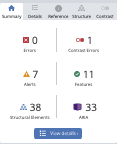 Summary Details Reference Structure Contrast
0 1
Errors Contrast Errors
7 11
Alerts Features
38 33
Structural Elements ARIA
View details ›